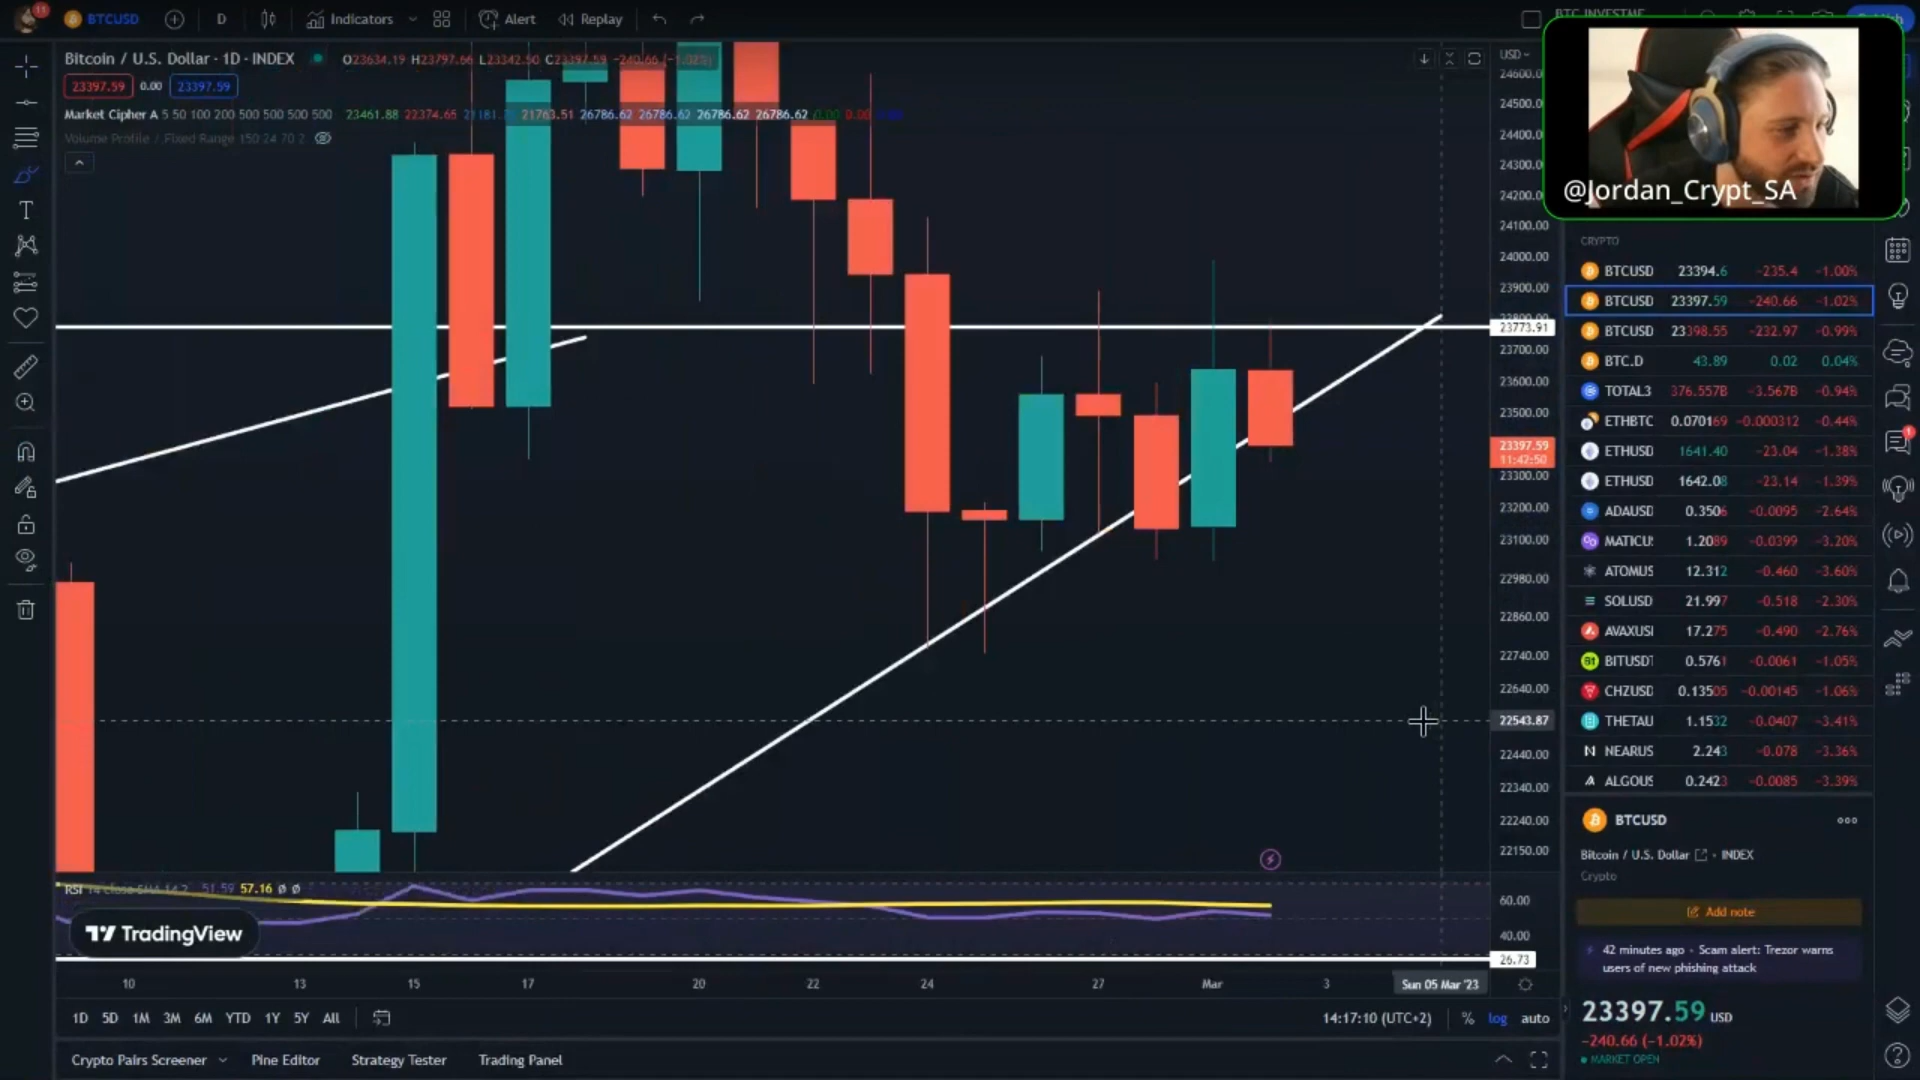 11
BTCUSD
D
Indicators
Alert
Replay
BTC INVESTME
Bitcoin / U.S. Dollar · 1D · INDEX
O23634.19 H23797.66 L23342.50 C23397.59 -240.66 (-1.02%)
USD
23397.59
0.00
23397.59
Market Cipher A 5 50 100 200 500 500 500 500 23461.88 22374.65 21763.51 26786.62 26786.62 26786.62 26786.62 0.00 0.00
Volume Profile / Fixed Range 150 24 70 2
@Jordan_Crypt_SA
24600.00
24500.00
24400.00
24300.00
24200.00
24100.00
24000.00
23900.00
23773.91
23700.00
23600.00
23500.00
23397.59
11:42:50
23300.00
23200.00
23100.00
22980.00
22860.00
22740.00
22640.00
22543.87
22440.00
22340.00
22240.00
22150.00
CRYPTO
BTCUSD 23394.6 -235.4 -1.00%
BTCUSD 23397.59 -240.66 -1.02%
BTCUSD 23398.55 -232.97 -0.99%
BTC.D 43.89 0.02 0.04%
TOTAL3 376.557B -3.567B -0.94%
ETHBTC 0.070169 -0.000312 -0.44%
ETHUSD 1641.40 -23.04 -1.38%
ETHUSD 1642.08 -23.14 -1.39%
ADAUSD 0.3506 -0.0095 -2.64%
MATICU 1.2089 -0.0399 -3.20%
ATOMUS 12.312 -0.460 -3.60%
SOLUSD 21.997 -0.518 -2.30%
AVAXUS 17.275 -0.490 -2.76%
BITUSDT 0.5761 -0.0061 -1.05%
CHZUSD 0.13505 -0.00145 -1.06%
THETAU 1.1532 -0.0407 -3.41%
NEARUS 2.243 -0.078 -3.36%
ALGOUS 0.2423 -0.0085 -3.39%
1
BTCUSD
Bitcoin / U.S. Dollar · INDEX
Crypto
Add note
42 minutes ago · Scam alert: Trezor warns
users of new phishing attack
23397.59 USD
-240.66 (-1.02%)
MARKET OPEN
RSI 14 close SMA 14 2 51.59 57.16 ø ø
60.00
40.00
26.73
TradingView
10
13
15
17
20
22
24
27
Mar
3
Sun 05 Mar '23
1D
5D
1M
3M
6M
YTD
1Y
5Y
All
14:17:10 (UTC+2)
%
log
auto
Crypto Pairs Screener
Pine Editor
Strategy Tester
Trading Panel